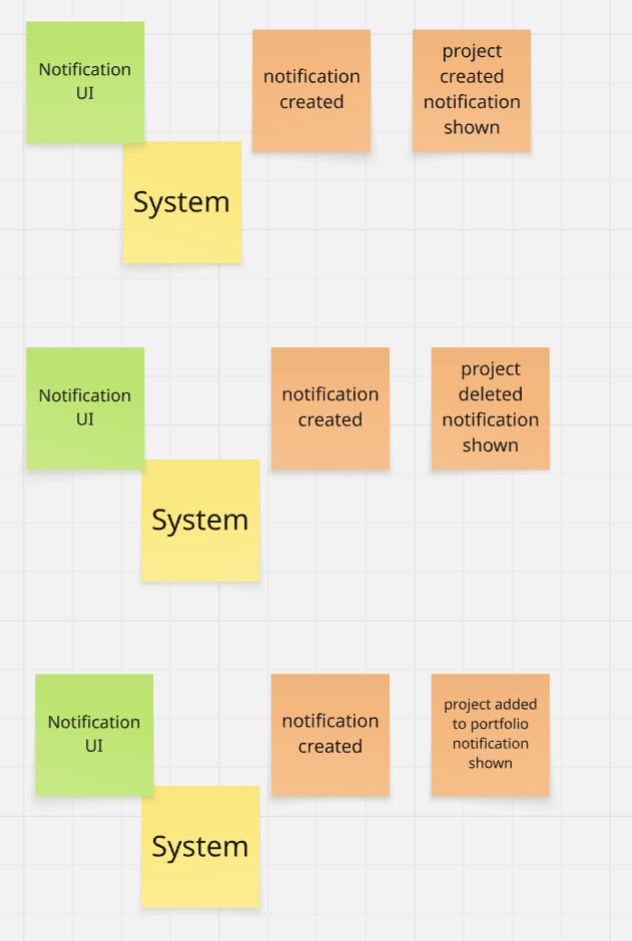 Notification
UI
notification
created
project
created
notification
shown
System
Notification
UI
notification
created
project
deleted
notification
shown
System
Notification
UI
notification
created
project added
to portfolio
notification
shown
System